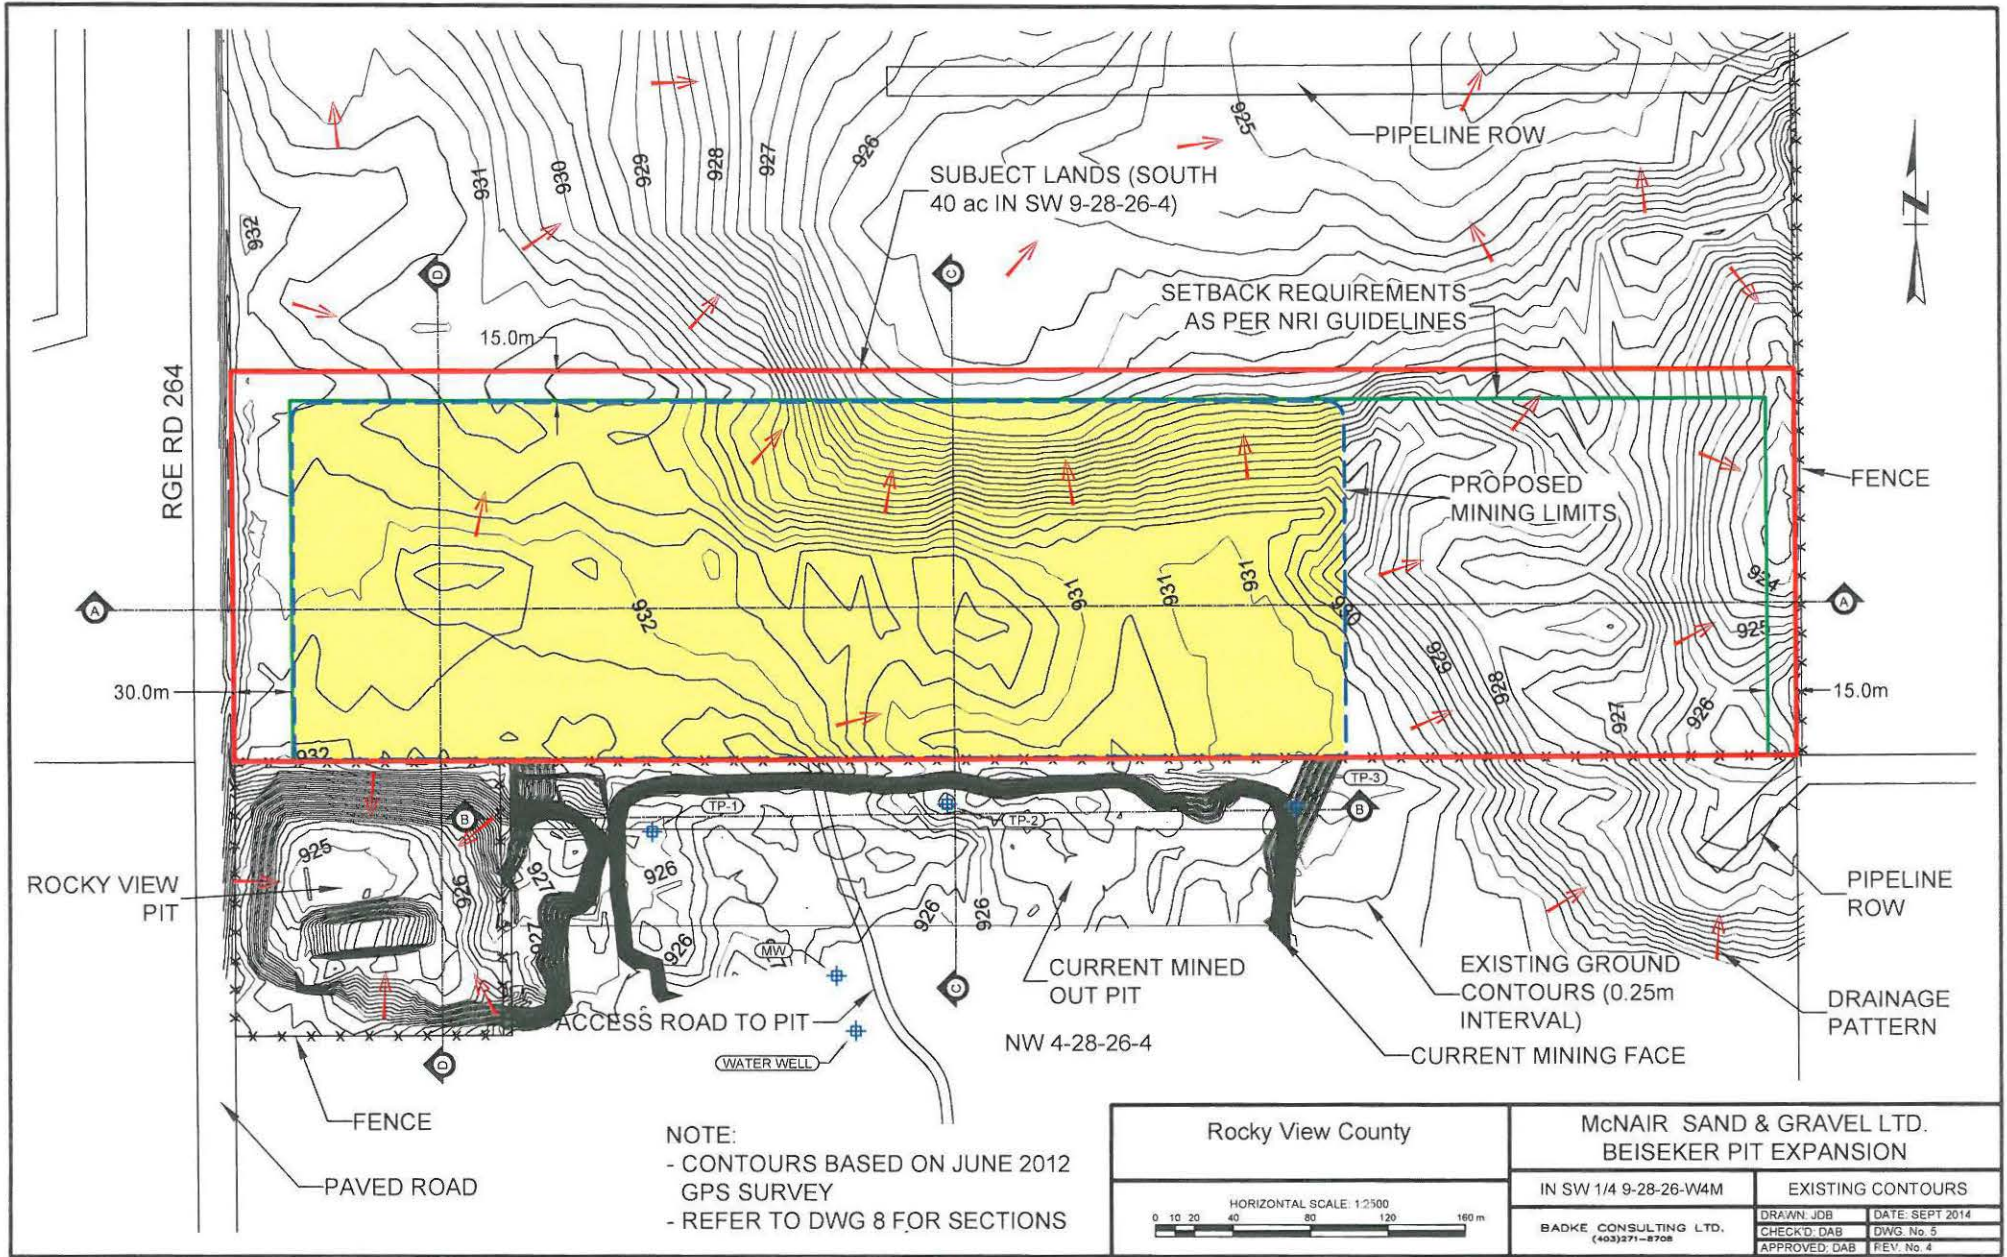 925
PIPELINE ROW
926
927
928
929
930
931
932
SUBJECT LANDS (SOUTH
40 ac IN SW 9-28-26-4)
N
D
C
SETBACK REQUIREMENTS
AS PER NRI GUIDELINES
15.0m
RGE RD 264
FENCE
PROPOSED
MINING LIMITS
A
932
931
931
931
930
924
A
925
929
928
927
926
30.0m
15.0m
932
TP-3
TP-1
TP-2
B
B
925
926
927
926
927
926
926
926
ROCKY VIEW
PIT
PIPELINE
ROW
MW
CURRENT MINED
OUT PIT
C
EXISTING GROUND
CONTOURS (0.25m
INTERVAL)
DRAINAGE
PATTERN
ACCESS ROAD TO PIT
NW 4-28-26-4
CURRENT MINING FACE
WATER WELL
D
FENCE
PAVED ROAD
NOTE:
- CONTOURS BASED ON JUNE 2012
GPS SURVEY
- REFER TO DWG 8 FOR SECTIONS
Rocky View County
HORIZONTAL SCALE: 1:2500
0 10 20 40 80 120 160 m
McNAIR SAND & GRAVEL LTD.
BEISEKER PIT EXPANSION
IN SW 1/4 9-28-26-W4M
EXISTING CONTOURS
BADKE CONSULTING LTD.
(403)271-8708
DRAWN: JDB
DATE: SEPT 2014
CHECK'D: DAB
DWG. No. 5
APPROVED: DAB
REV. No. 4